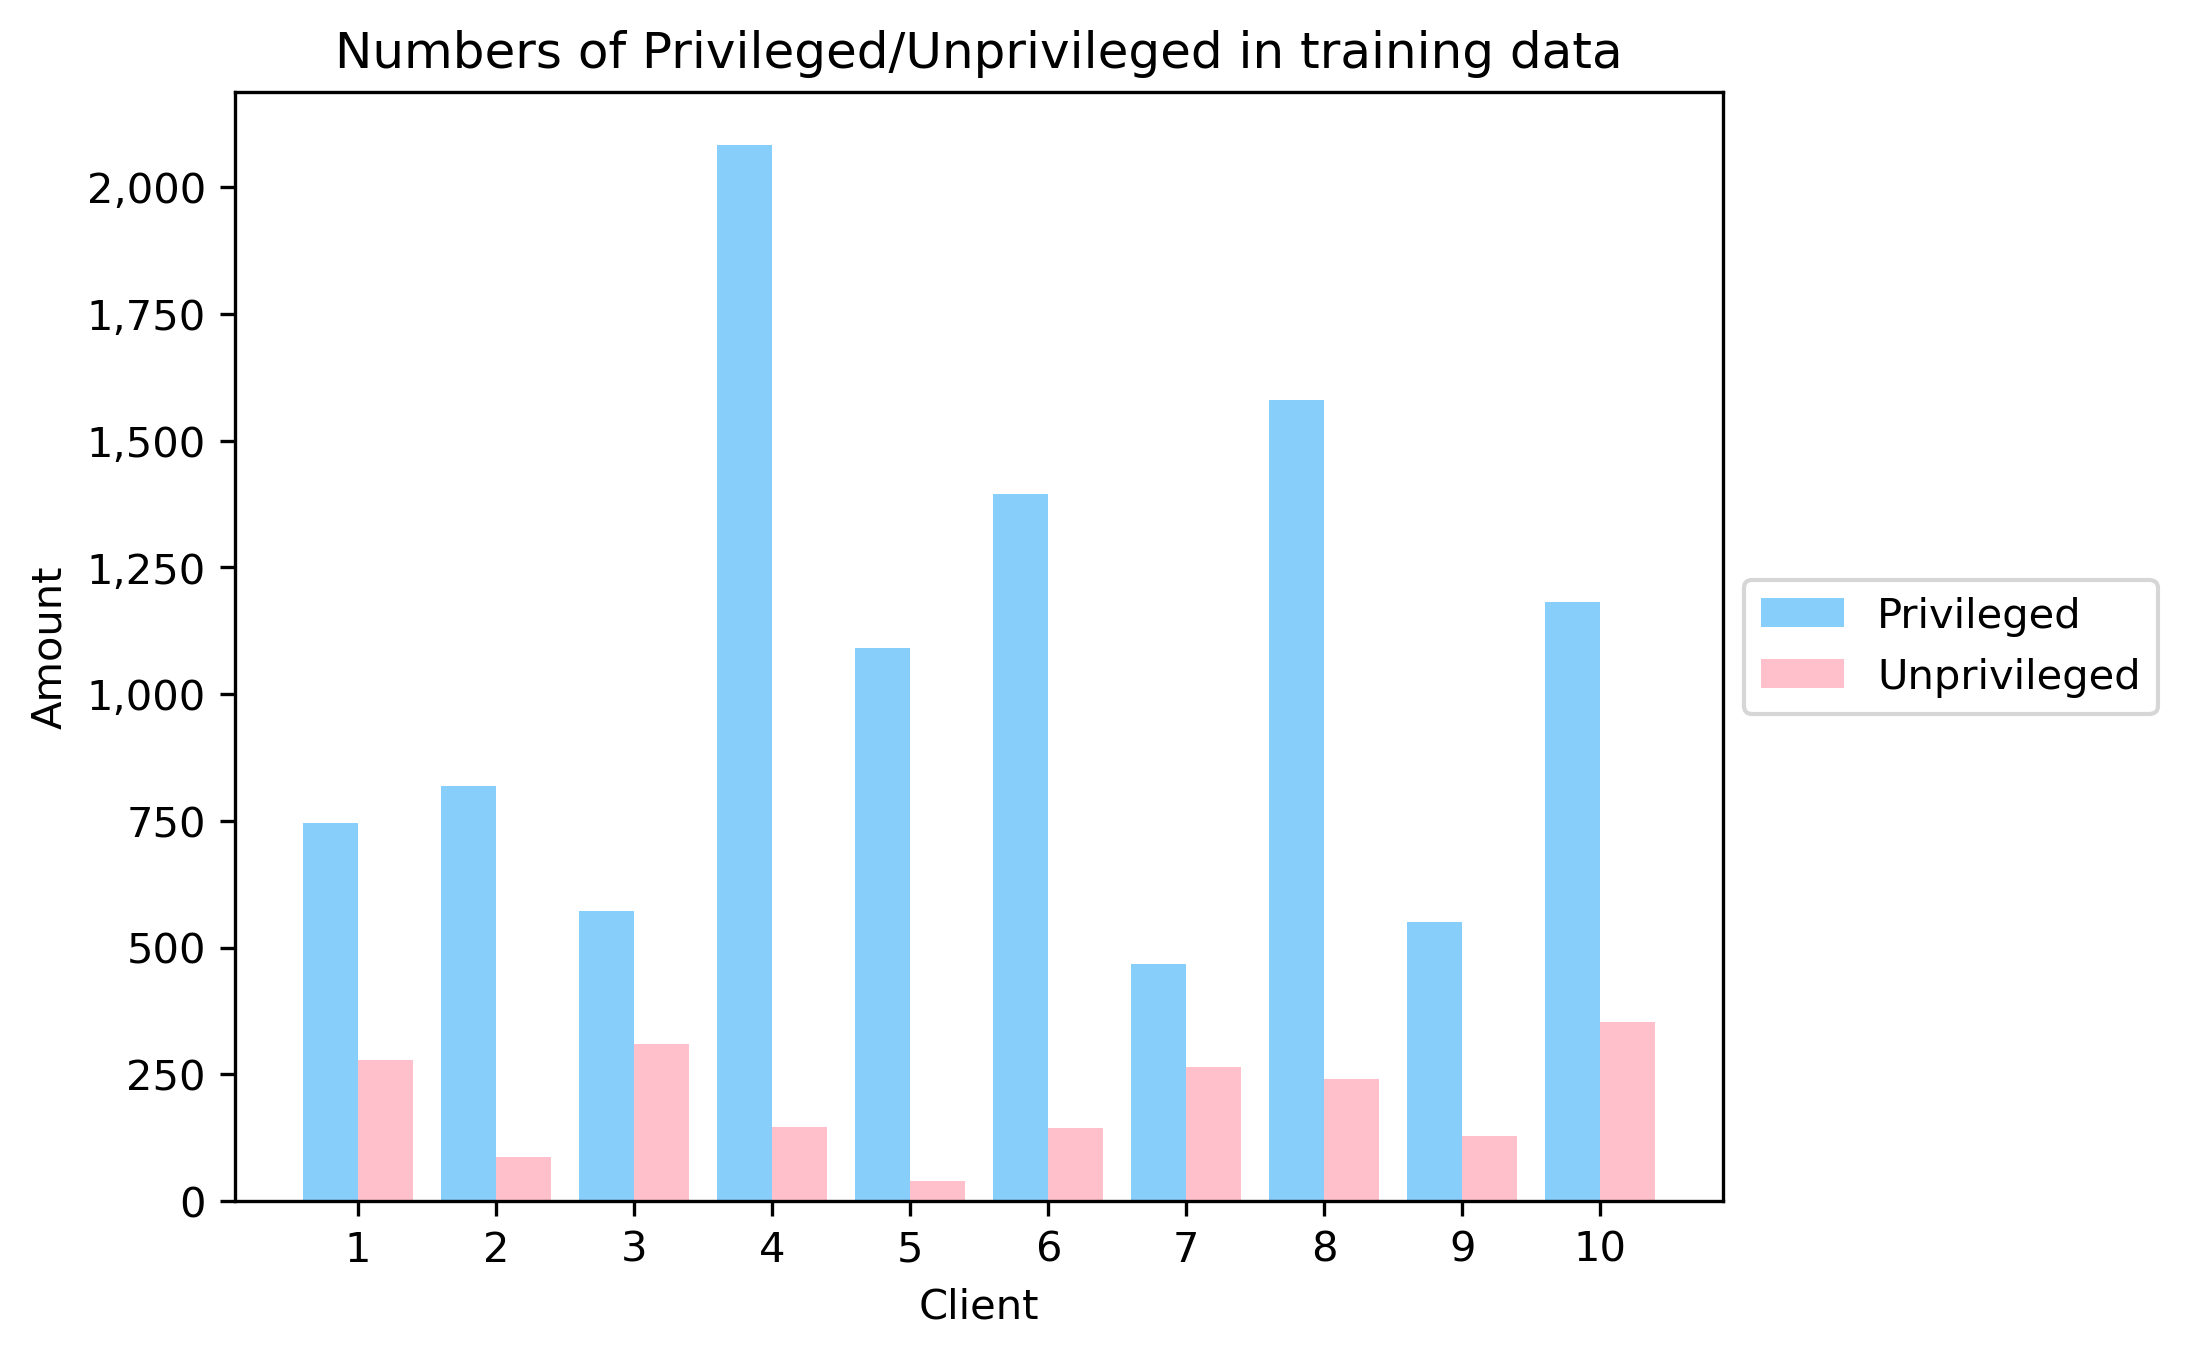 Numbers of Privileged/Unprivileged in training data
2,000
1,750
1,500
1,250
1,000
750
500
250
0
Amount
1 2 3 4 5 6 7 8 9 10
Client
Privileged
Unprivileged